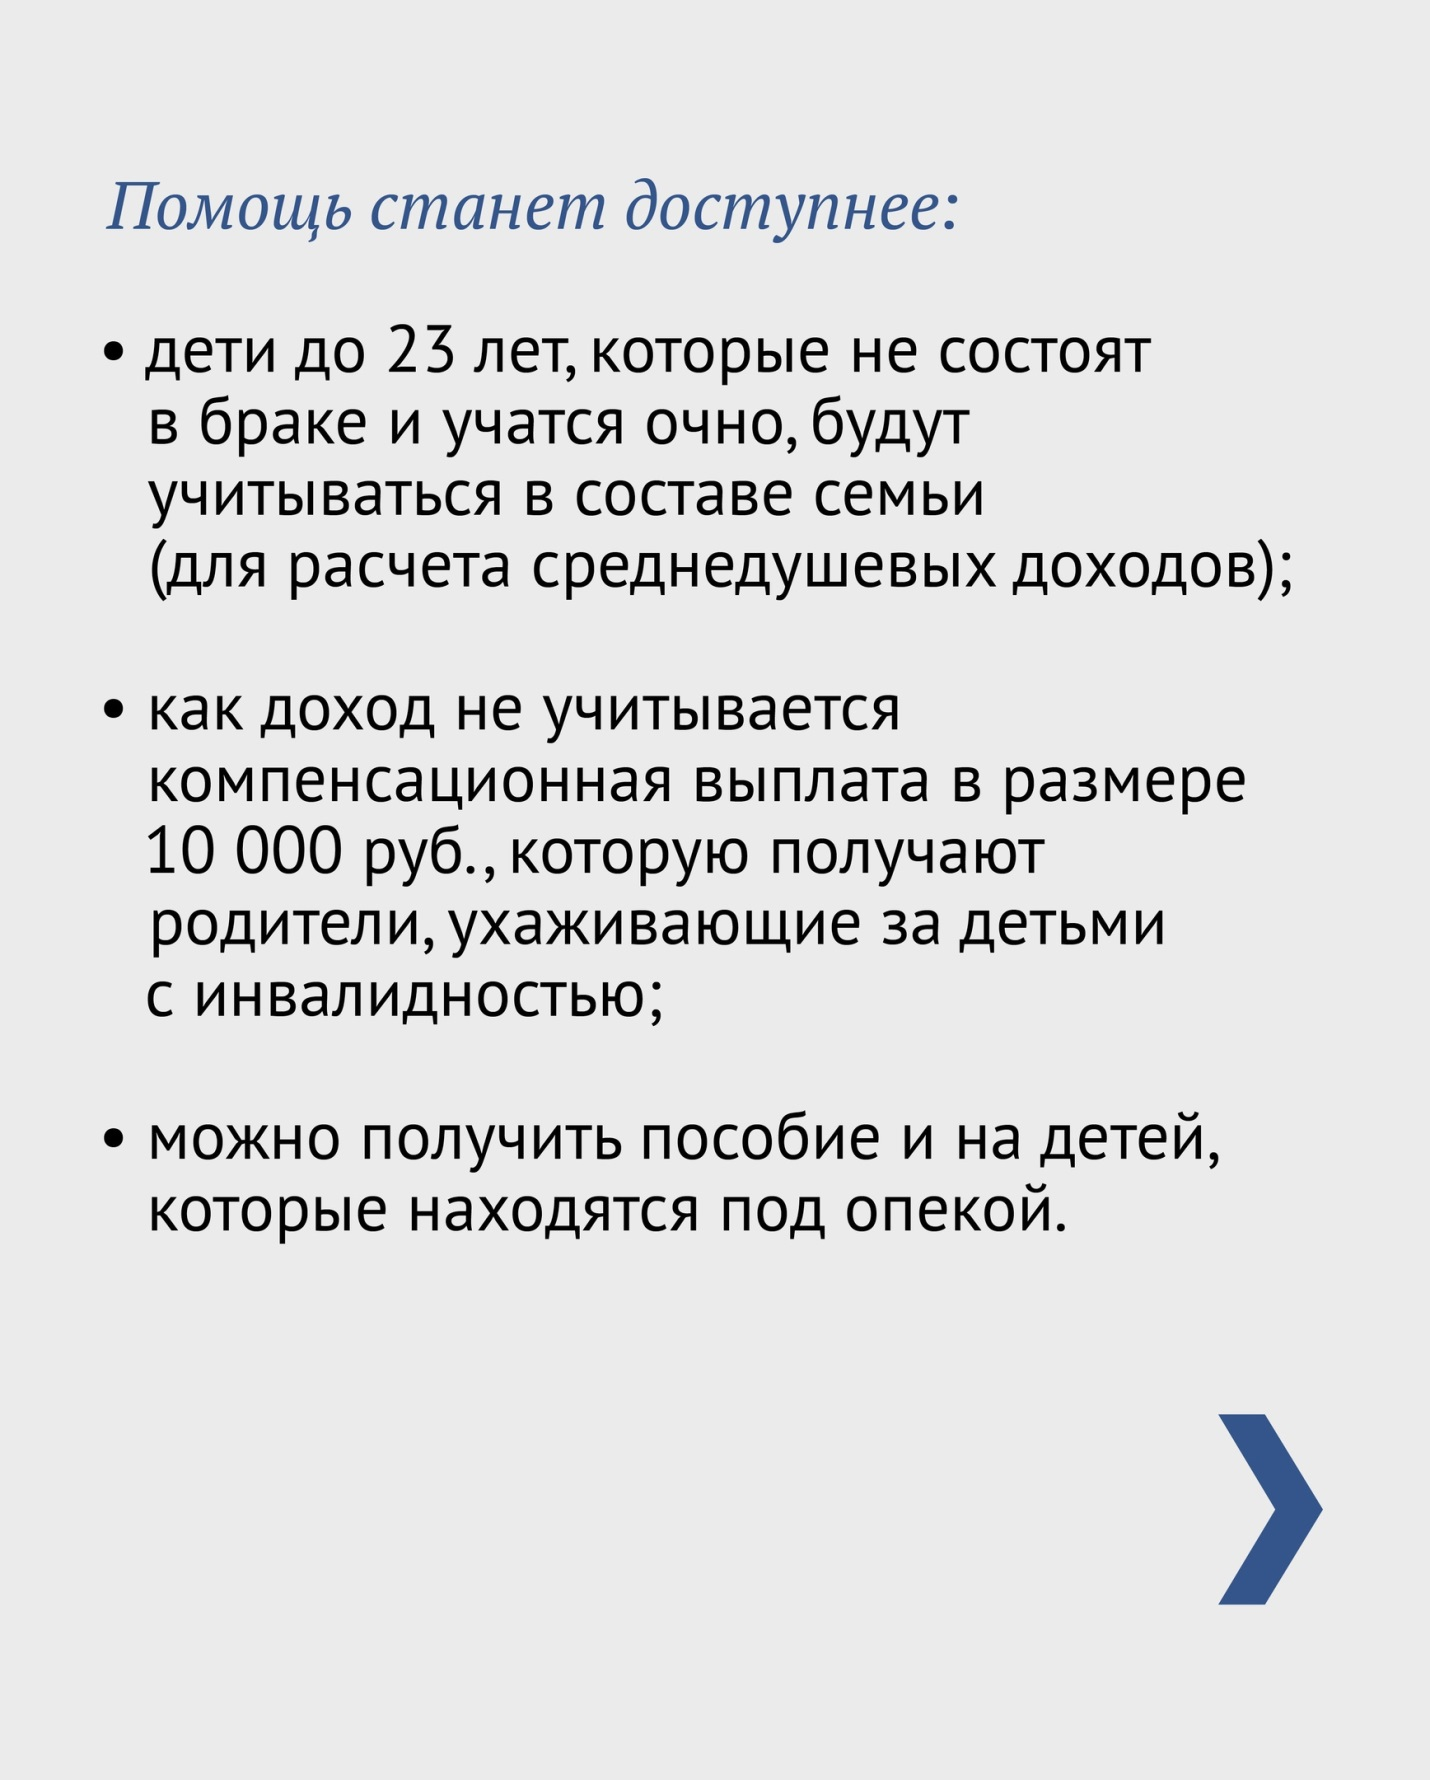 Помощь станет доступнее:
• дети до 23 лет, которые не состоят
в браке и учатся очно, будут
учитываться в составе семьи
(для расчета среднедушевых доходов);
• как доход не учитывается
компенсационная выплата в размере
10 000 руб., которую получают
родители, ухаживающие за детьми
с инвалидностью;
• можно получить пособие и на детей,
которые находятся под опекой.